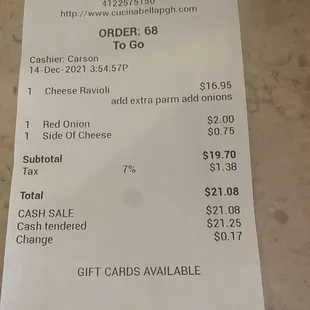 4122675150
http://www.cucinabellapgh.com
ORDER: 68
To Go
Cashier: Carson
14-Dec-2021 3:54:57P
1 Cheese Ravioli $16.95
add extra parm add onions
1 Red Onion $2.00
1 Side Of Cheese $0.75
Subtotal $19.70
Tax 7% $1.38
Total $21.08
CASH SALE $21.08
Cash tendered $21.25
Change $0.17
GIFT CARDS AVAILABLE